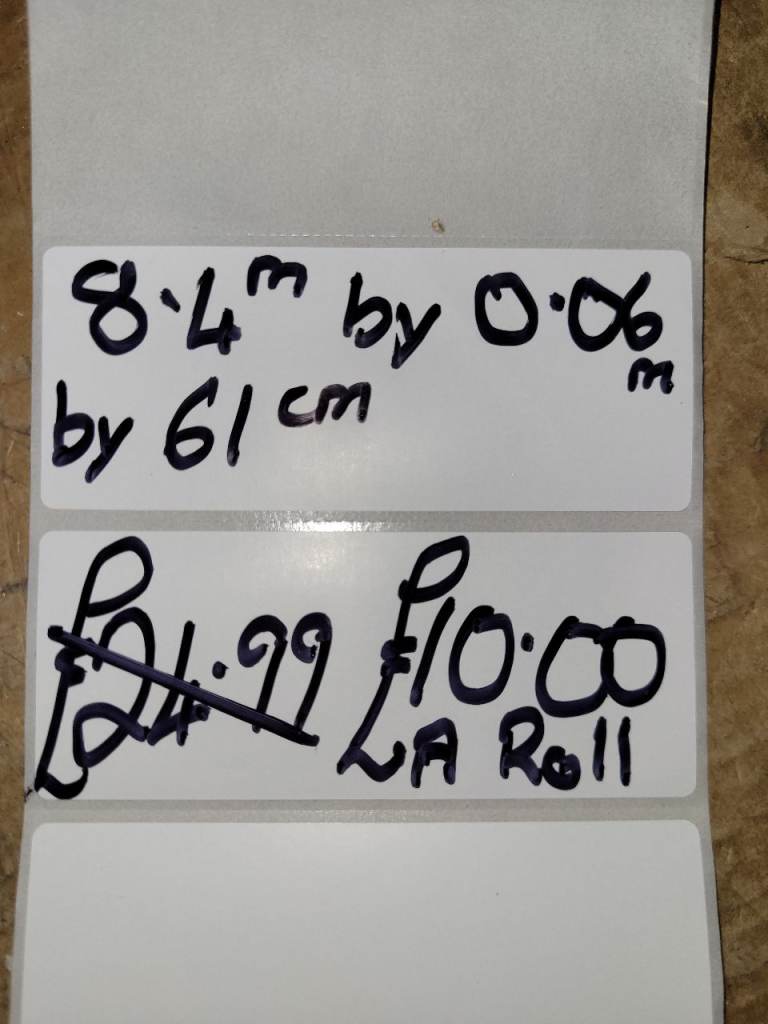 8.4m by 0.06m
by 61 cm
£24.99 £10.00
A Roll